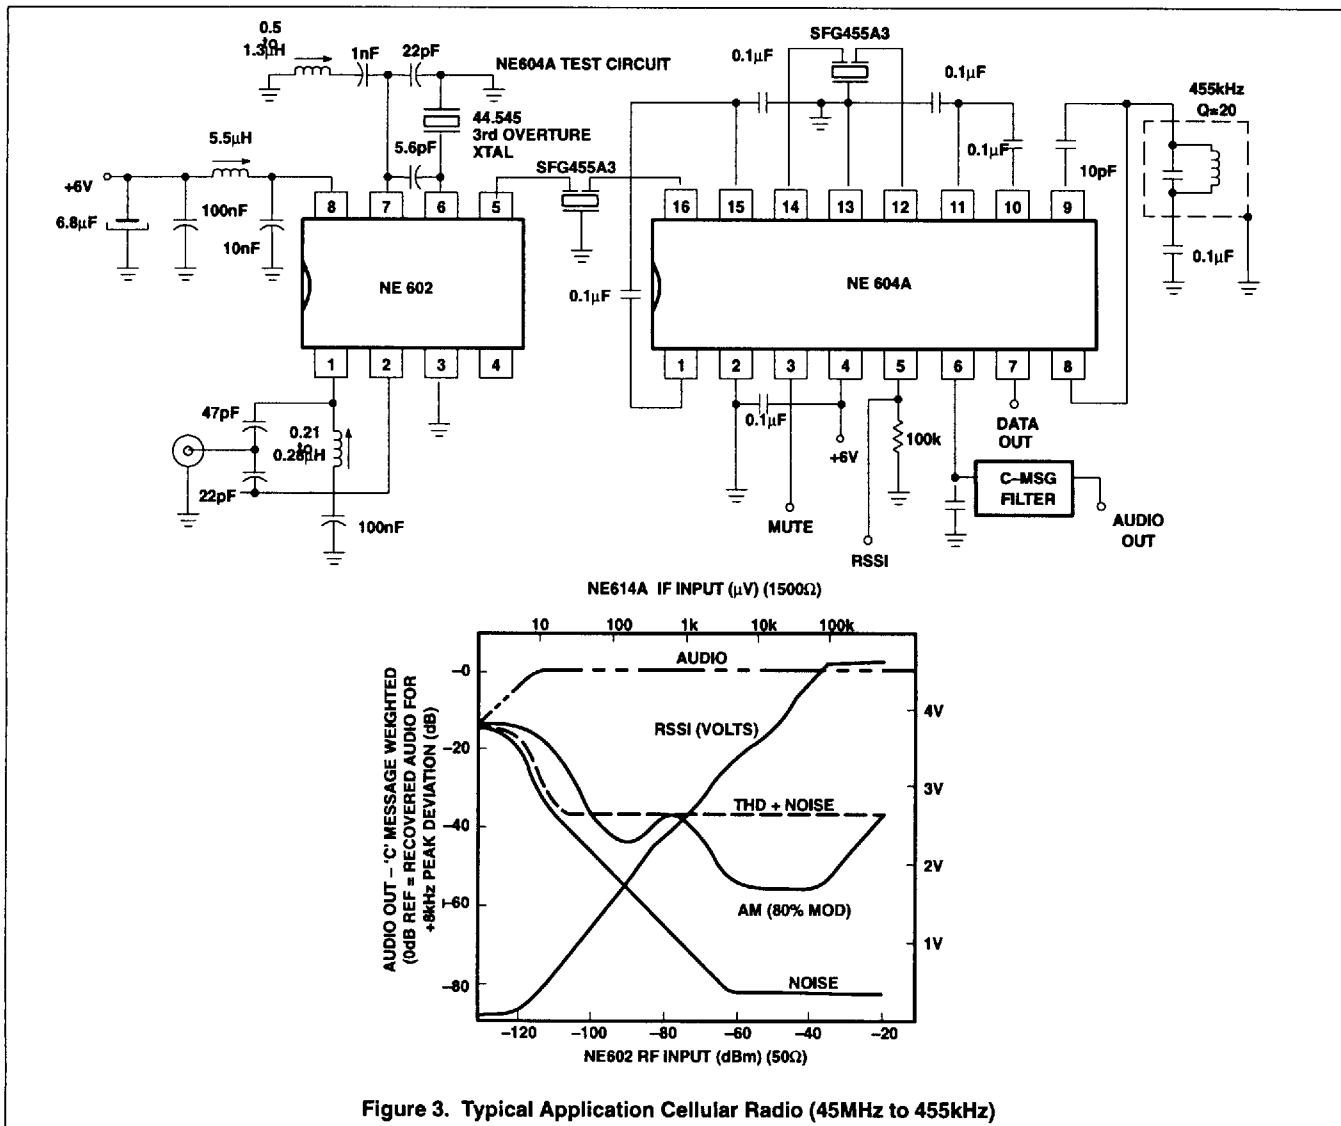 0.5
to
1.3µH
1nF
22pF
NE604A TEST CIRCUIT
44.545
3rd OVERTURE
XTAL
5.5µH
5.6pF
+6V
6.8µF
100nF
10nF
8
7
6
5
NE 602
1
2
3
4
47pF
0.21
to
0.28µH
22pF
100nF
SFG455A3
0.1µF
SFG455A3
0.1µF
0.1µF
0.1µF
10pF
455kHz
Q=20
0.1µF
16
15
14
13
12
11
10
9
NE 604A
1
2
3
4
5
6
7
8
0.1µF
+6V
100k
DATA
OUT
C–MSG
FILTER
MUTE
RSSI
AUDIO
OUT
NE614A IF INPUT (µV) (1500Ω)
10
100
1k
10k
100k
AUDIO
RSSI (VOLTS)
THD + NOISE
AM (80% MOD)
NOISE
AUDIO OUT – 'C' MESSAGE WEIGHTED
(0dB REF = RECOVERED AUDIO FOR
+8kHz PEAK DEVIATION (dB)
–0
–20
–40
–60
–80
4V
3V
2V
1V
–120
–100
–80
–60
–40
–20
NE602 RF INPUT (dBm) (50Ω)
Figure 3. Typical Application Cellular Radio (45MHz to 455kHz)